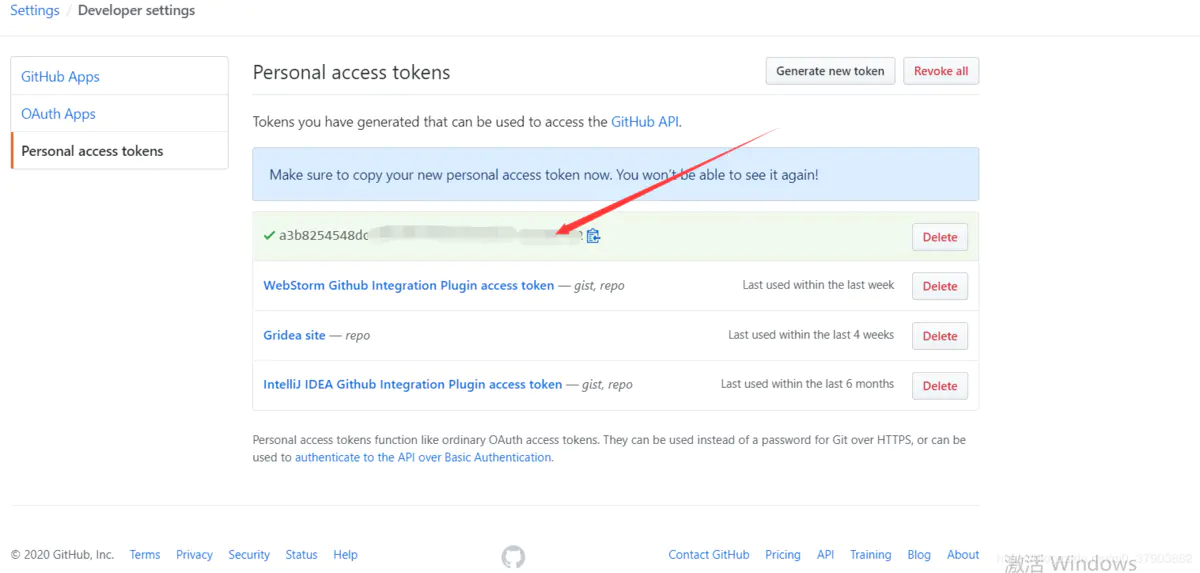 Settings / Developer settings
GitHub Apps
OAuth Apps
Personal access tokens
Personal access tokens
Generate new token
Revoke all
Tokens you have generated that can be used to access the GitHub API.
Make sure to copy your new personal access token now. You won't be able to see it again!
a3b8254548dc
Delete
WebStorm Github Integration Plugin access token — gist, repo
Last used within the last week
Delete
Gridea site — repo
Last used within the last 4 weeks
Delete
IntelliJ IDEA Github Integration Plugin access token — gist, repo
Last used within the last 6 months
Delete
Personal access tokens function like ordinary OAuth access tokens. They can be used instead of a password for Git over HTTPS, or can be
used to authenticate to the API over Basic Authentication.
© 2020 GitHub, Inc. Terms Privacy Security Status Help
Contact GitHub Pricing API Training Blog About
激活 Windows